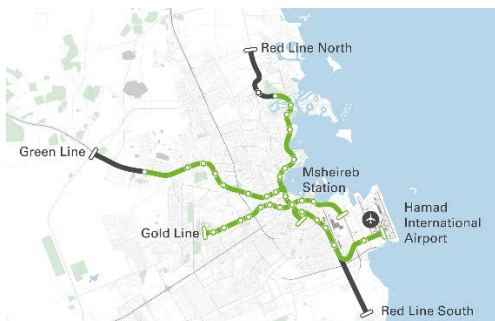 Red Line North
Green Line
Msheireb
Station
Hamad
International
Airport
Gold Line
Red Line South